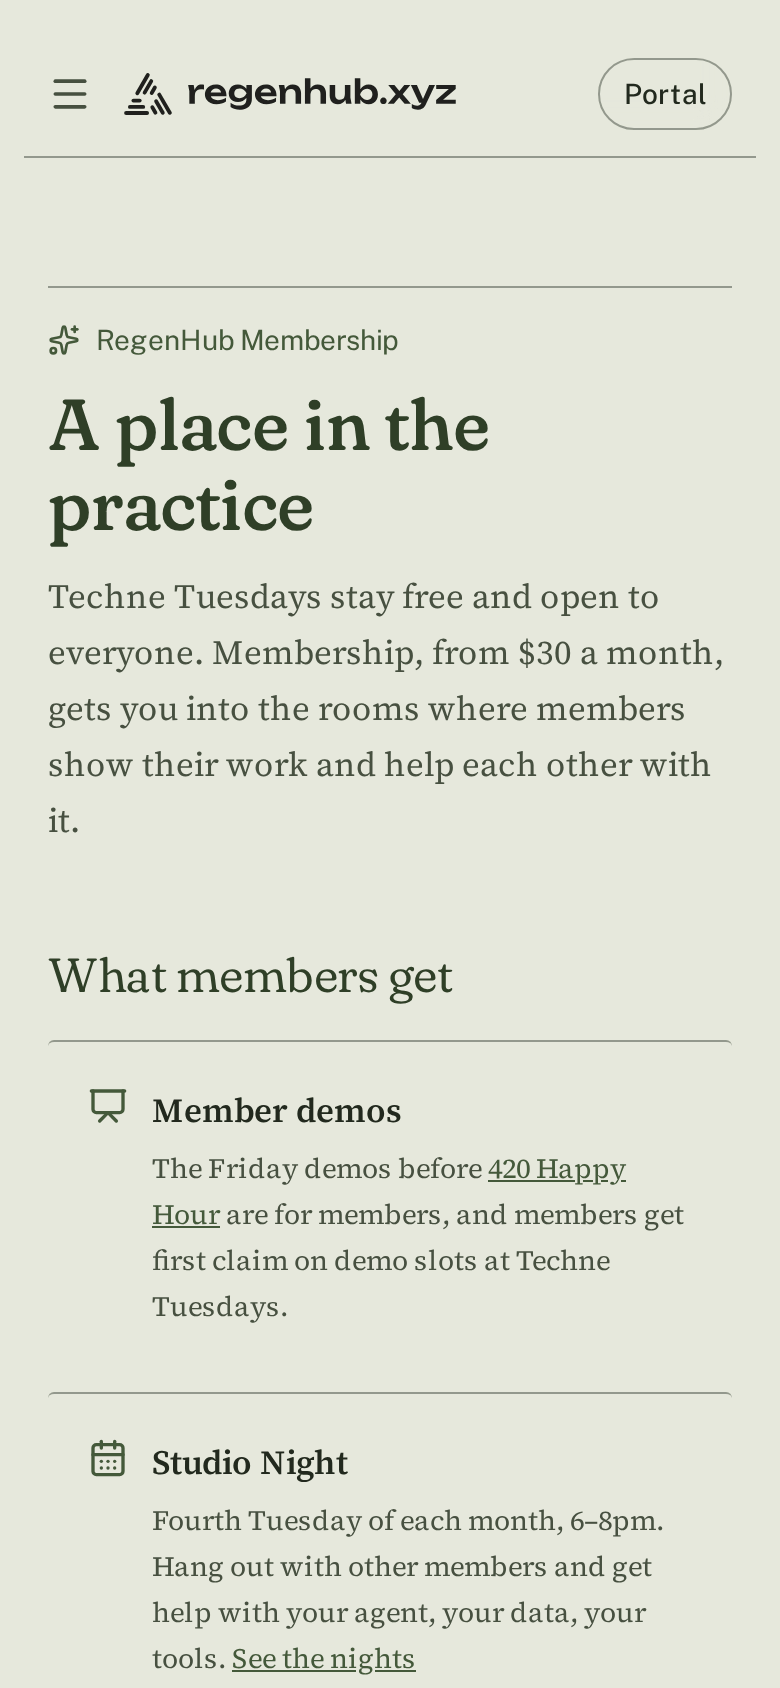 regenhub.xyz
Portal
RegenHub Membership
A place in the
practice
Techne Tuesdays stay free and open to
everyone. Membership, from $30 a month,
gets you into the rooms where members
show their work and help each other with
it.
What members get
Member demos
The Friday demos before 420 Happy
Hour are for members, and members get
first claim on demo slots at Techne
Tuesdays.
Studio Night
Fourth Tuesday of each month, 6–8pm.
Hang out with other members and get
help with your agent, your data, your
tools. See the nights